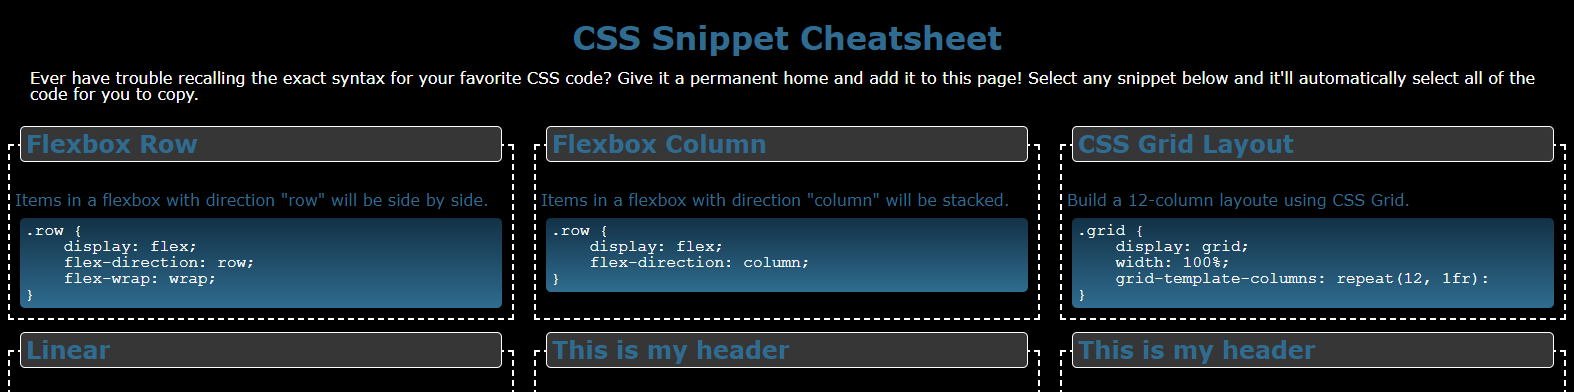 CSS Snippet Cheatsheet
Ever have trouble recalling the exact syntax for your favorite CSS code? Give it a permanent home and add it to this page! Select any snippet below and it'll automatically select all of the
code for you to copy.
Flexbox Row
Items in a flexbox with direction "row" will be side by side.
.row {
    display: flex;
    flex-direction: row;
    flex-wrap: wrap;
}
Flexbox Column
Items in a flexbox with direction "column" will be stacked.
.row {
    display: flex;
    flex-direction: column;
}
CSS Grid Layout
Build a 12-column layoute using CSS Grid.
.grid {
    display: grid;
    width: 100%;
    grid-template-columns: repeat(12, 1fr):
}
Linear
This is my header
This is my header